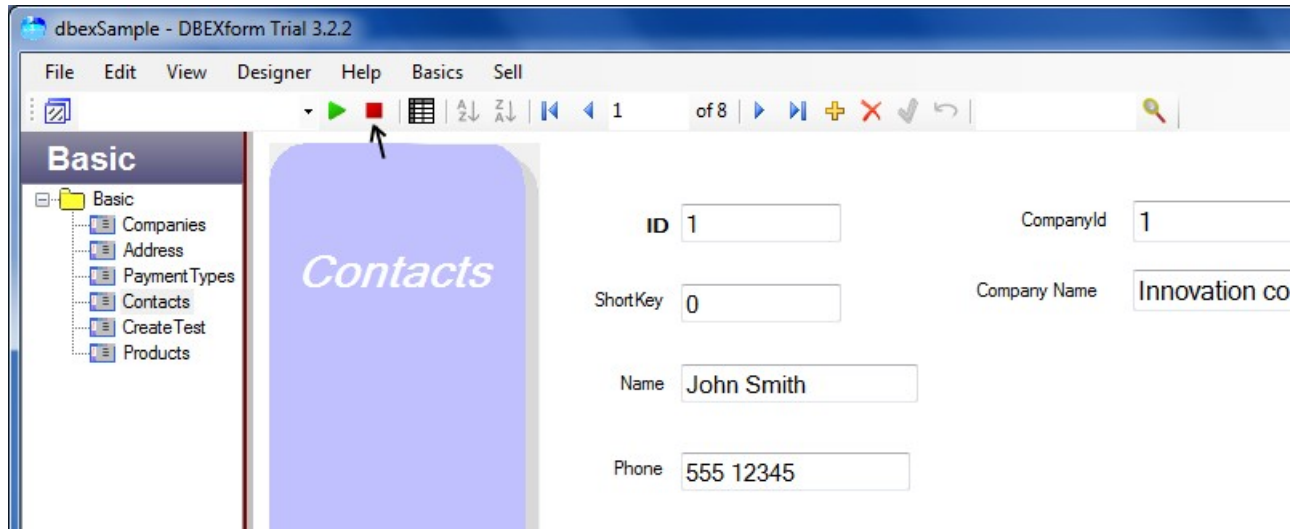 dbexSample - DBEXform Trial 3.2.2
File Edit View Designer Help Basics Sell
1 of 8
Basic
Basic
Companies
Address
PaymentTypes
Contacts
CreateTest
Products
Contacts
ID 1 CompanyId 1
ShortKey 0 Company Name Innovation co
Name John Smith
Phone 555 12345